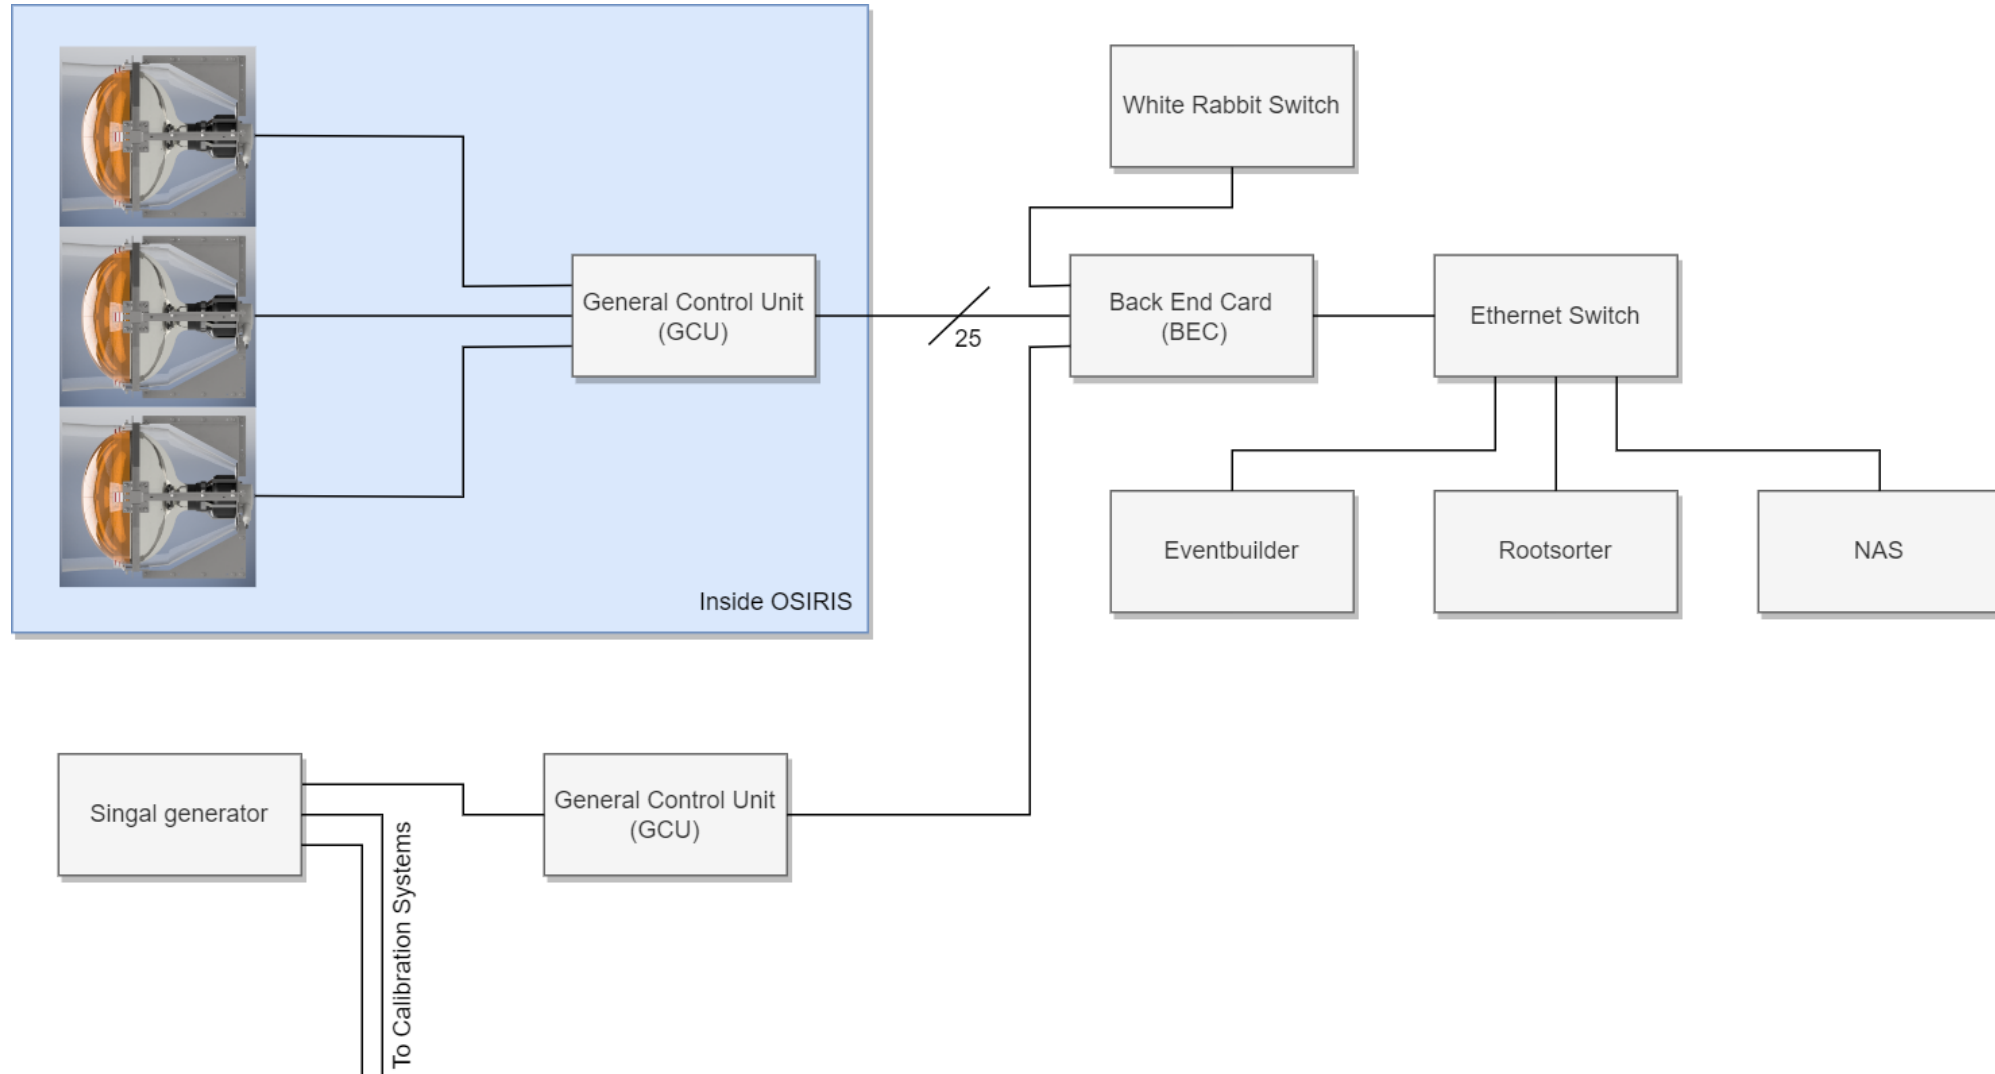 White Rabbit Switch
General Control Unit
(GCU)
25
Back End Card
(BEC)
Ethernet Switch
Eventbuilder
Rootsorter
NAS
Inside OSIRIS
Singal generator
General Control Unit
(GCU)
To Calibration Systems